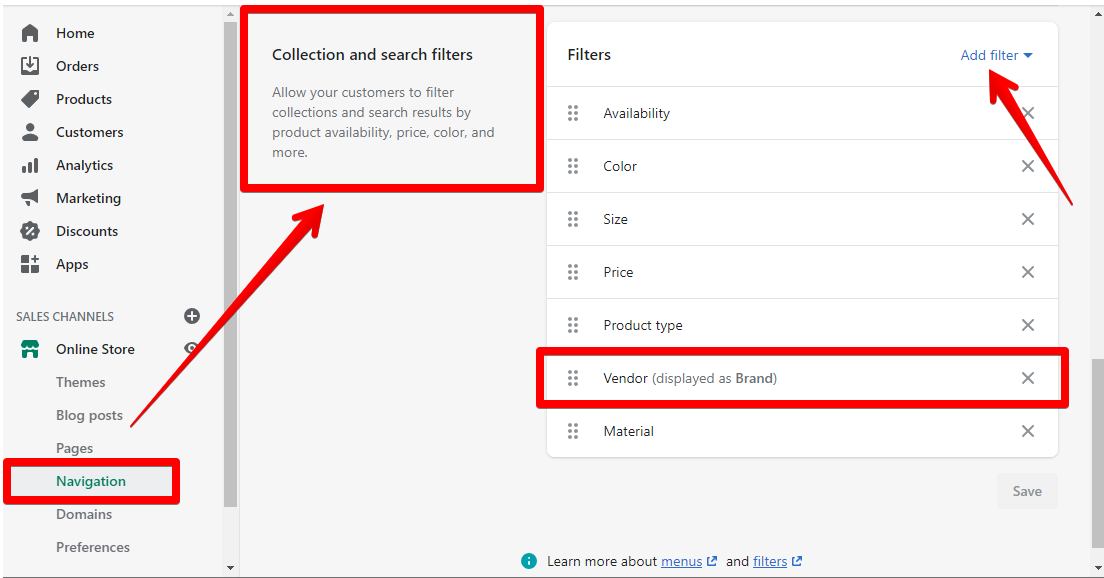 Home
Orders
Products
Customers
Analytics
Marketing
Discounts
Apps
SALES CHANNELS
Online Store
Themes
Blog posts
Pages
Navigation
Domains
Preferences
Collection and search filters
Allow your customers to filter
collections and search results by
product availability, price, color, and
more.
Filters
Add filter
Availability
Color
Size
Price
Product type
Vendor (displayed as Brand)
Material
Save
Learn more about menus and filters